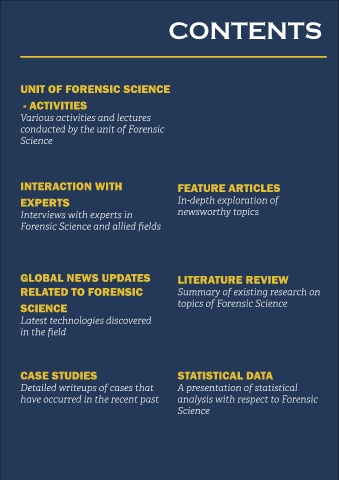 CONTENTS
UNIT OF FORENSIC SCIENCE
- ACTIVITIES
Various activities and lectures
conducted by the unit of Forensic
Science
INTERACTION WITH
EXPERTS
Interviews with experts in
Forensic Science and allied fields
FEATURE ARTICLES
In-depth exploration of
newsworthy topics
GLOBAL NEWS UPDATES
RELATED TO FORENSIC
SCIENCE
Latest technologies discovered
in the field
LITERATURE REVIEW
Summary of existing research on
topics of Forensic Science
CASE STUDIES
Detailed writeups of cases that
have occurred in the recent past
STATISTICAL DATA
A presentation of statistical
analysis with respect to Forensic
Science